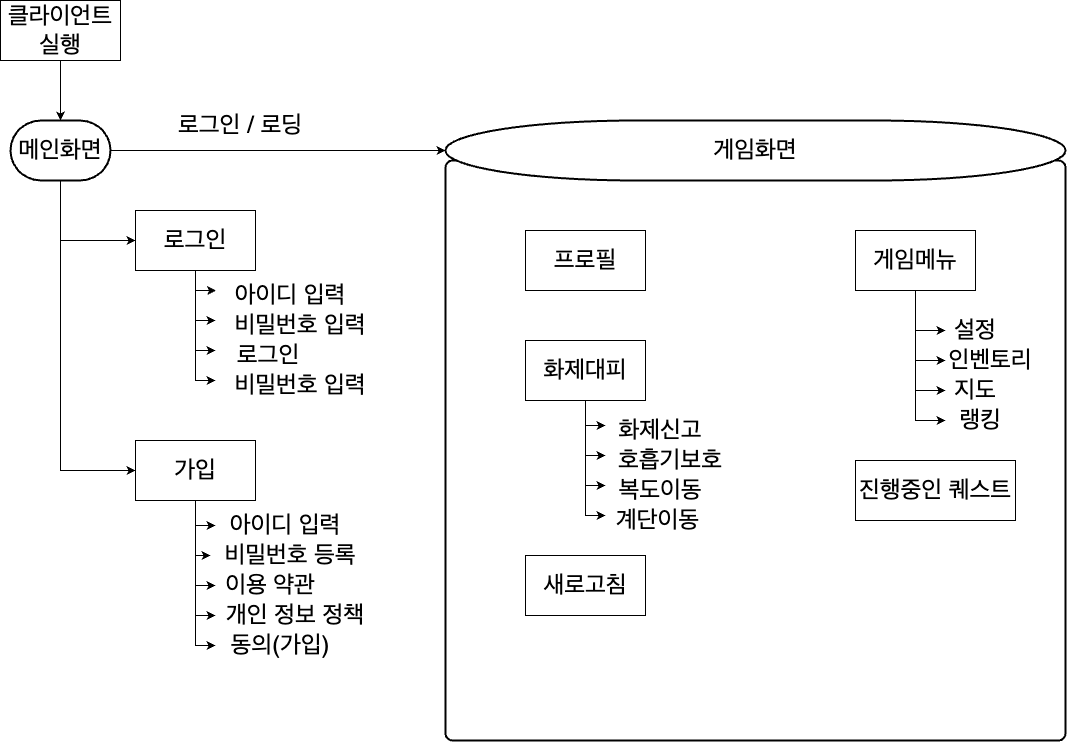 클라이언트
실행
메인화면
로그인 / 로딩
게임화면
로그인
아이디 입력
비밀번호 입력
로그인
비밀번호 입력
가입
아이디 입력
비밀번호 등록
이용 약관
개인 정보 정책
동의(가입)
프로필
화제대피
화제신고
호흡기보호
복도이동
계단이동
새로고침
게임메뉴
설정
인벤토리
지도
랭킹
진행중인 퀘스트